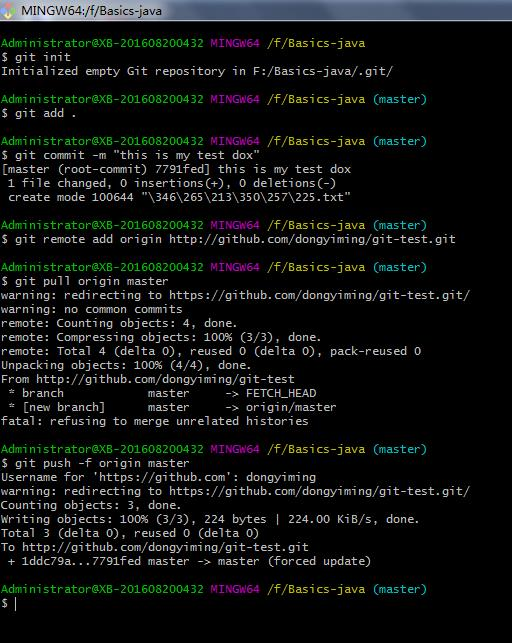 MINGW64:/f/Basics-java
Administrator@XB-201608200432 MINGW64 /f/Basics-java
$ git init
Initialized empty Git repository in F:/Basics-java/.git/
Administrator@XB-201608200432 MINGW64 /f/Basics-java (master)
$ git add .
Administrator@XB-201608200432 MINGW64 /f/Basics-java (master)
$ git commit -m "this is my test dox"
[master (root-commit) 7791fed] this is my test dox
1 file changed, 0 insertions(+), 0 deletions(-)
create mode 100644 "\346\265\213\350\257\225.txt"
Administrator@XB-201608200432 MINGW64 /f/Basics-java (master)
$ git remote add origin http://github.com/dongyiming/git-test.git
Administrator@XB-201608200432 MINGW64 /f/Basics-java (master)
$ git pull origin master
warning: redirecting to https://github.com/dongyiming/git-test.git/
warning: no common commits
remote: Counting objects: 4, done.
remote: Compressing objects: 100% (3/3), done.
remote: Total 4 (delta 0), reused 0 (delta 0), pack-reused 0
Unpacking objects: 100% (4/4), done.
From http://github.com/dongyiming/git-test
* branch            master     -> FETCH_HEAD
* [new branch]      master     -> origin/master
fatal: refusing to merge unrelated histories
Administrator@XB-201608200432 MINGW64 /f/Basics-java (master)
$ git push -f origin master
Username for 'https://github.com': dongyiming
warning: redirecting to https://github.com/dongyiming/git-test.git/
Counting objects: 3, done.
Writing objects: 100% (3/3), 224 bytes | 224.00 KiB/s, done.
Total 3 (delta 0), reused 0 (delta 0)
To http://github.com/dongyiming/git-test.git
+ 1ddc79a...7791fed master -> master (forced update)
Administrator@XB-201608200432 MINGW64 /f/Basics-java (master)
$